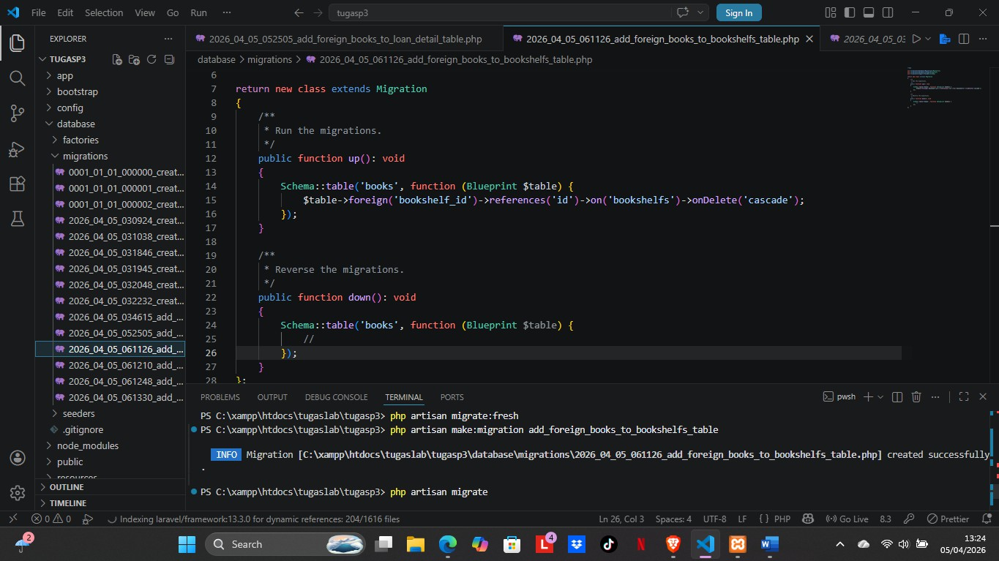 File Edit Selection View Go Run ··· tugasp3 Sign In
EXPLORER ···
TUGASP3
app
bootstrap
config
database
factories
migrations
0001_01_01_000000_creat...
0001_01_01_000001_creat...
0001_01_01_000002_creat...
2026_04_05_030924_creat...
2026_04_05_031038_creat...
2026_04_05_031846_creat...
2026_04_05_031945_creat...
2026_04_05_032048_creat...
2026_04_05_032232_creat...
2026_04_05_034615_add_...
2026_04_05_052505_add_...
2026_04_05_061126_add_...
2026_04_05_061210_add_...
2026_04_05_061248_add_...
2026_04_05_061330_add_...
seeders
.gitignore
node_modules
public
resources
OUTLINE
TIMELINE
2026_04_05_052505_add_foreign_books_to_loan_detail_table.php 2026_04_05_061126_add_foreign_books_to_bookshelfs_table.php 2026_04_05_03
database > migrations > 2026_04_05_061126_add_foreign_books_to_bookshelfs_table.php
6
7 return new class extends Migration
8 {
9 /**
10 * Run the migrations.
11 */
12 public function up(): void
13 {
14 Schema::table('books', function (Blueprint $table) {
15 $table->foreign('bookshelf_id')->references('id')->on('bookshelfs')->onDelete('cascade');
16 });
17 }
18
19 /**
20 * Reverse the migrations.
21 */
22 public function down(): void
23 {
24 Schema::table('books', function (Blueprint $table) {
25 //
26 });
27 }
28 };
PROBLEMS OUTPUT DEBUG CONSOLE TERMINAL PORTS pwsh
PS C:\xampp\htdocs\tugaslab\tugasp3> php artisan migrate:fresh
PS C:\xampp\htdocs\tugaslab\tugasp3> php artisan make:migration add_foreign_books_to_bookshelfs_table
INFO Migration [C:\xampp\htdocs\tugaslab\tugasp3\database\migrations\2026_04_05_061126_add_foreign_books_to_bookshelfs_table.php] created successfully
.
PS C:\xampp\htdocs\tugaslab\tugasp3> php artisan migrate
0 0 Indexing laravel/framework:13.3.0 for dynamic references: 204/1616 files Ln 26, Col 3 Spaces: 4 UTF-8 LF { } PHP Go Live 8.3 Prettier
2 Search L 4 N 13:24
05/04/2026